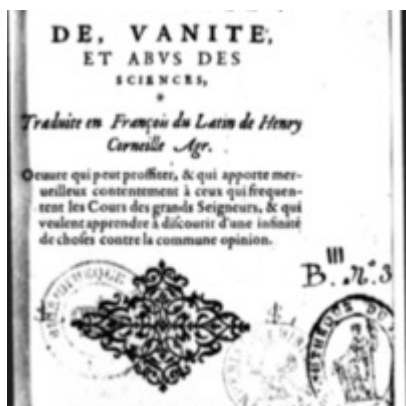 DE, VANITE,
ET ABVS DES
SCIENCES,
Traduite en François du Latin de Henry
Corneille Agr.
Oeuure qui peut proffiter, & qui apporte mer-
ueilleux contentement à ceux qui frequen-
tent les Cours des grands Seigneurs, & qui
veulent apprendre à discourir d'une infinité
de choses contre la commune opinion.
III
B. N.º 3